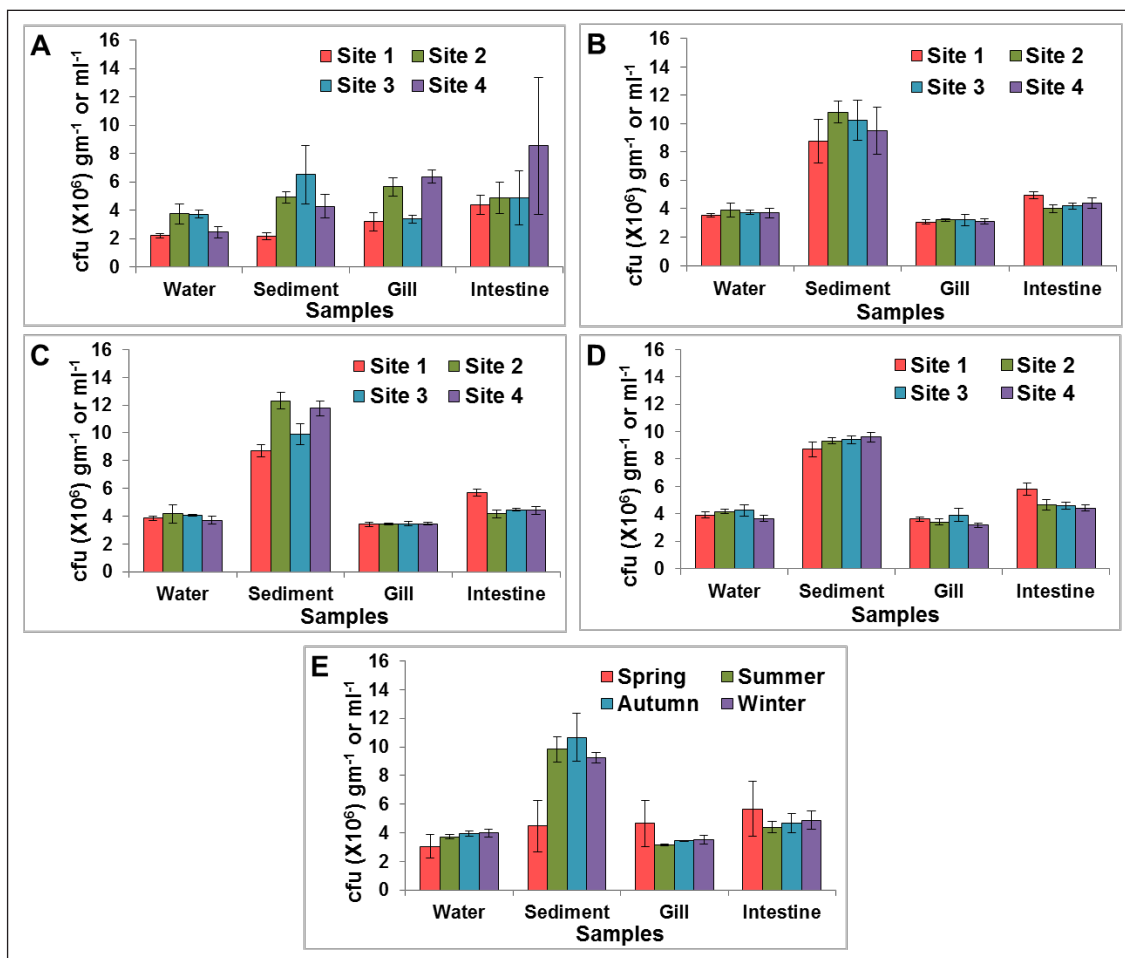 A
Site 1 Site 2
Site 3 Site 4
cfu (X10⁶) gm⁻¹ or ml⁻¹
16
14
12
10
8
6
4
2
0
Water Sediment Gill Intestine
Samples
B
Site 1 Site 2
Site 3 Site 4
cfu (X10⁶) gm⁻¹ or ml⁻¹
16
14
12
10
8
6
4
2
0
Water Sediment Gill Intestine
Samples
C
Site 1 Site 2
Site 3 Site 4
cfu (X10⁶) gm⁻¹ or ml⁻¹
16
14
12
10
8
6
4
2
0
Water Sediment Gill Intestine
Samples
D
Site 1 Site 2
Site 3 Site 4
cfu (X10⁶) gm⁻¹ or ml⁻¹
16
14
12
10
8
6
4
2
0
Water Sediment Gill Intestine
Samples
E
Spring Summer
Autumn Winter
cfu (X10⁶) gm⁻¹ or ml⁻¹
16
14
12
10
8
6
4
2
0
Water Sediment Gill Intestine
Samples